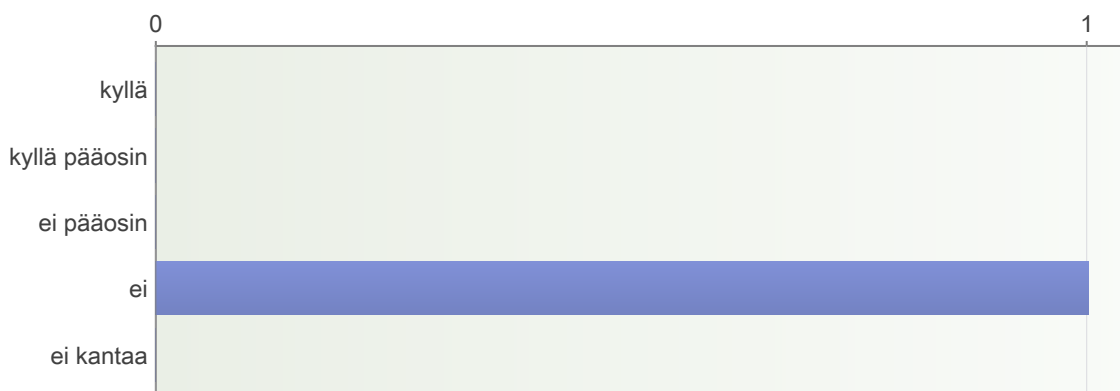 0 1
kyllä
kyllä pääosin
ei pääosin
ei
ei kantaa